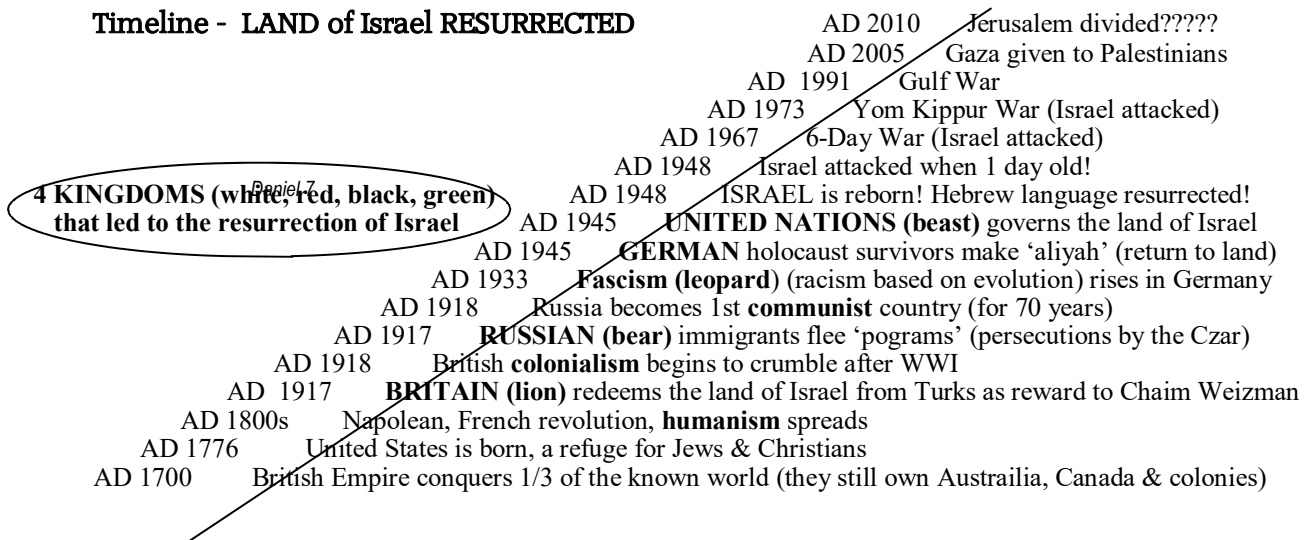 Timeline - LAND of Israel RESURRECTED
AD 2010 Jerusalem divided?????
AD 2005 Gaza given to Palestinians
AD 1991 Gulf War
AD 1973 Yom Kippur War (Israel attacked)
AD 1967 6-Day War (Israel attacked)
AD 1948 Israel attacked when 1 day old!
Daniel 7
4 KINGDOMS (white, red, black, green)
that led to the resurrection of Israel
AD 1948 ISRAEL is reborn! Hebrew language resurrected!
AD 1945 UNITED NATIONS (beast) governs the land of Israel
AD 1945 GERMAN holocaust survivors make ‘aliyah’ (return to land)
AD 1933 Fascism (leopard) (racism based on evolution) rises in Germany
AD 1918 Russia becomes 1st communist country (for 70 years)
AD 1917 RUSSIAN (bear) immigrants flee ‘pograms’ (persecutions by the Czar)
AD 1918 British colonialism begins to crumble after WWI
AD 1917 BRITAIN (lion) redeems the land of Israel from Turks as reward to Chaim Weizman
AD 1800s Napolean, French revolution, humanism spreads
AD 1776 United States is born, a refuge for Jews & Christians
AD 1700 British Empire conquers 1/3 of the known world (they still own Austrailia, Canada & colonies)